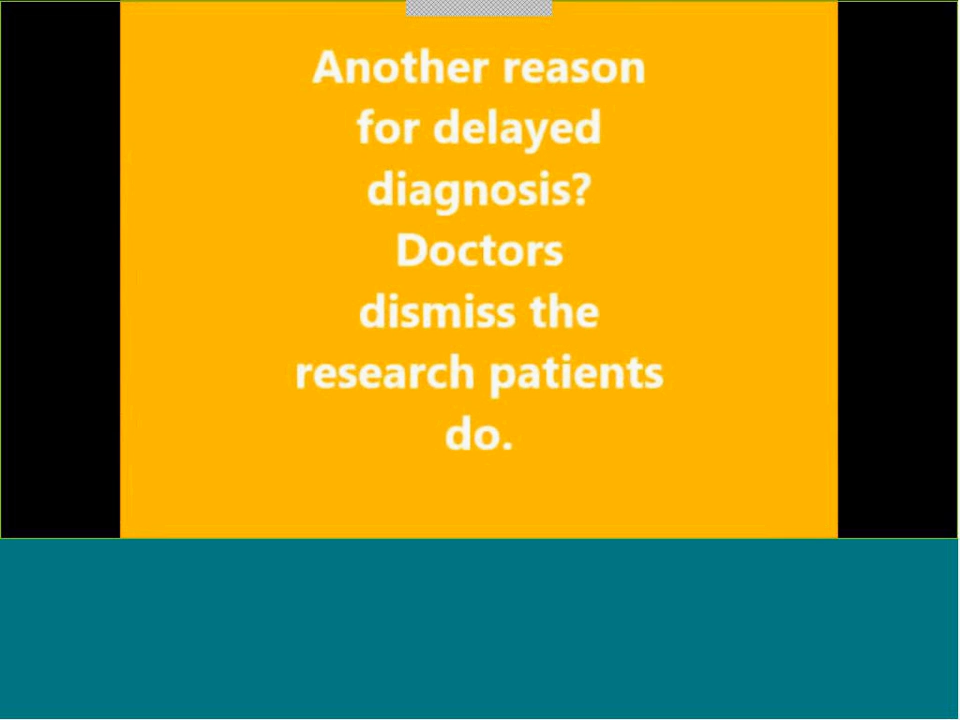 Another reason
for delayed
diagnosis?
Doctors
dismiss the
research patients
do.